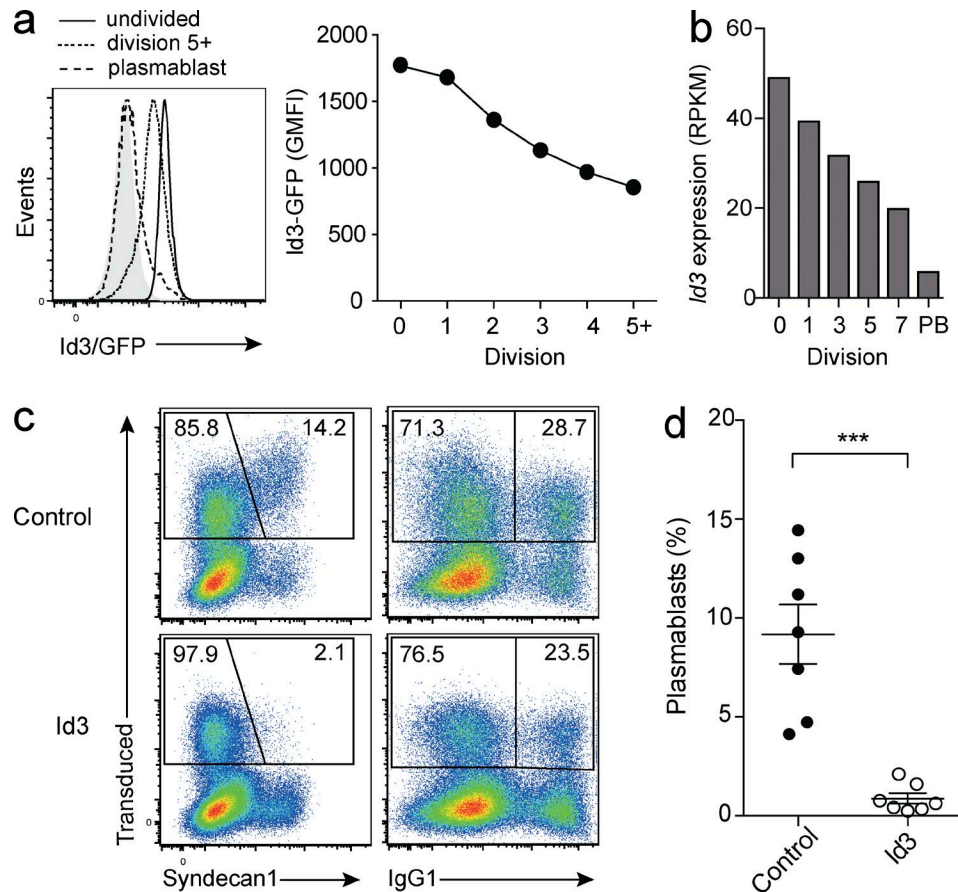 a
undivided
division 5+
plasmablast
Events
0
0
Id3/GFP
Id3-GFP (GMFI)
2000
1500
1000
500
0
0 1 2 3 4 5+
Division
b
Id3 expression (RPKM)
60
40
20
0
0 1 3 5 7 PB
Division
c
Control
85.8 14.2
71.3 28.7
Id3
97.9 2.1
76.5 23.5
Transduced
0
0
Syndecan1
IgG1
d
Plasmablasts (%)
20
15
10
5
0
***
Control
Id3